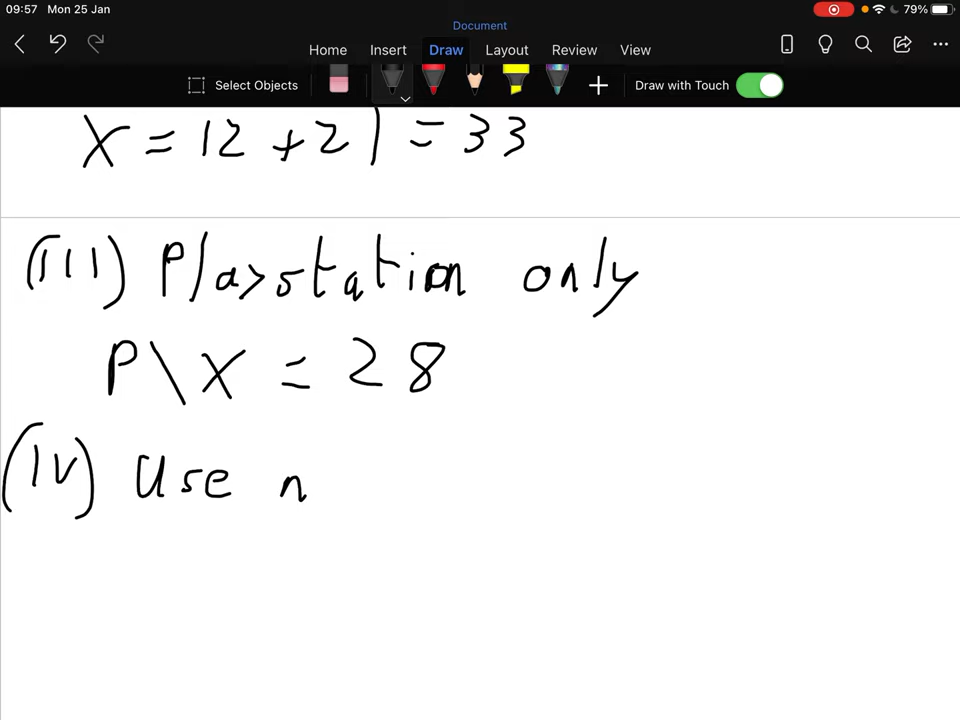 09:57 Mon 25 Jan 79%
Document
Home Insert Draw Layout Review View
Select Objects Draw with Touch
X = 12 + 21 = 33
(iii) Playstation only
P\X = 28
(iv) Use n